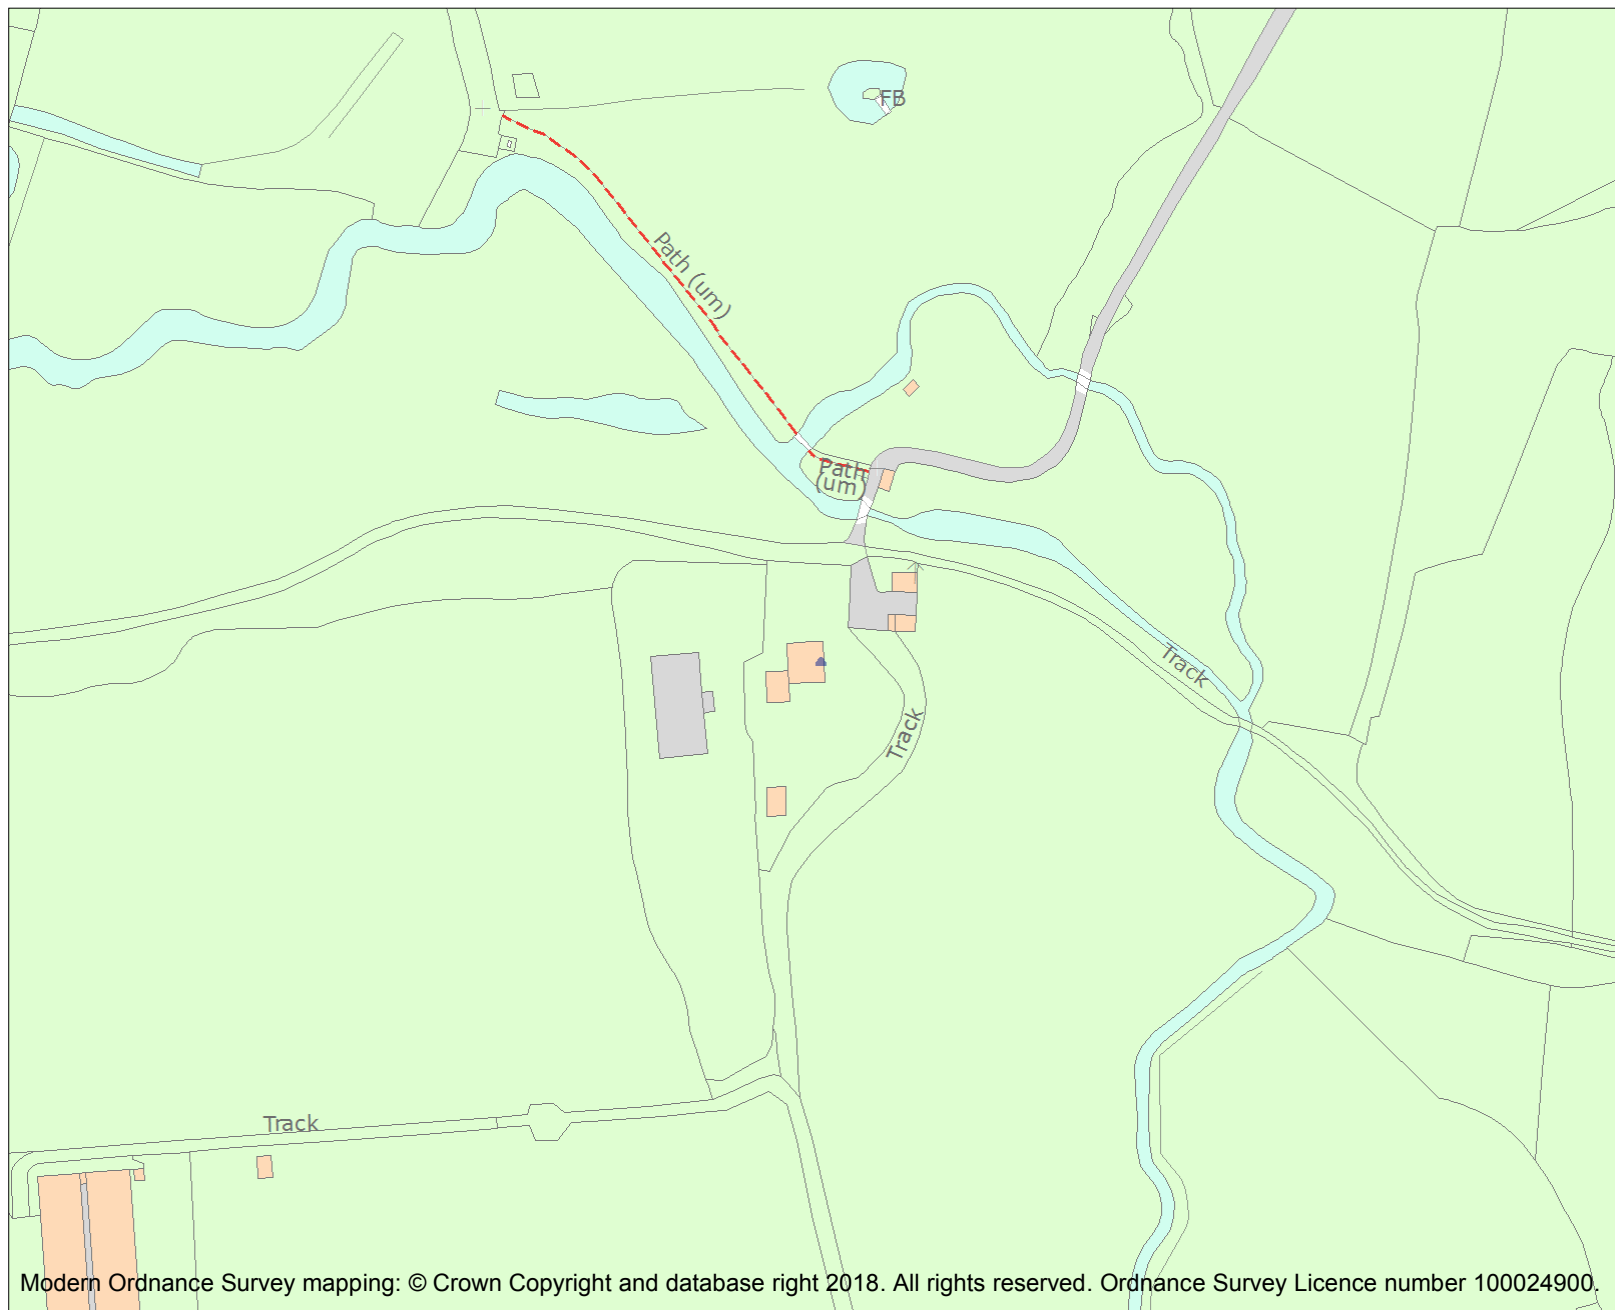 FB
Path (um)
Path
(um)
Track
Track
Track
Modern Ordnance Survey mapping: © Crown Copyright and database right 2018. All rights reserved. Ordnance Survey Licence number 100024900.